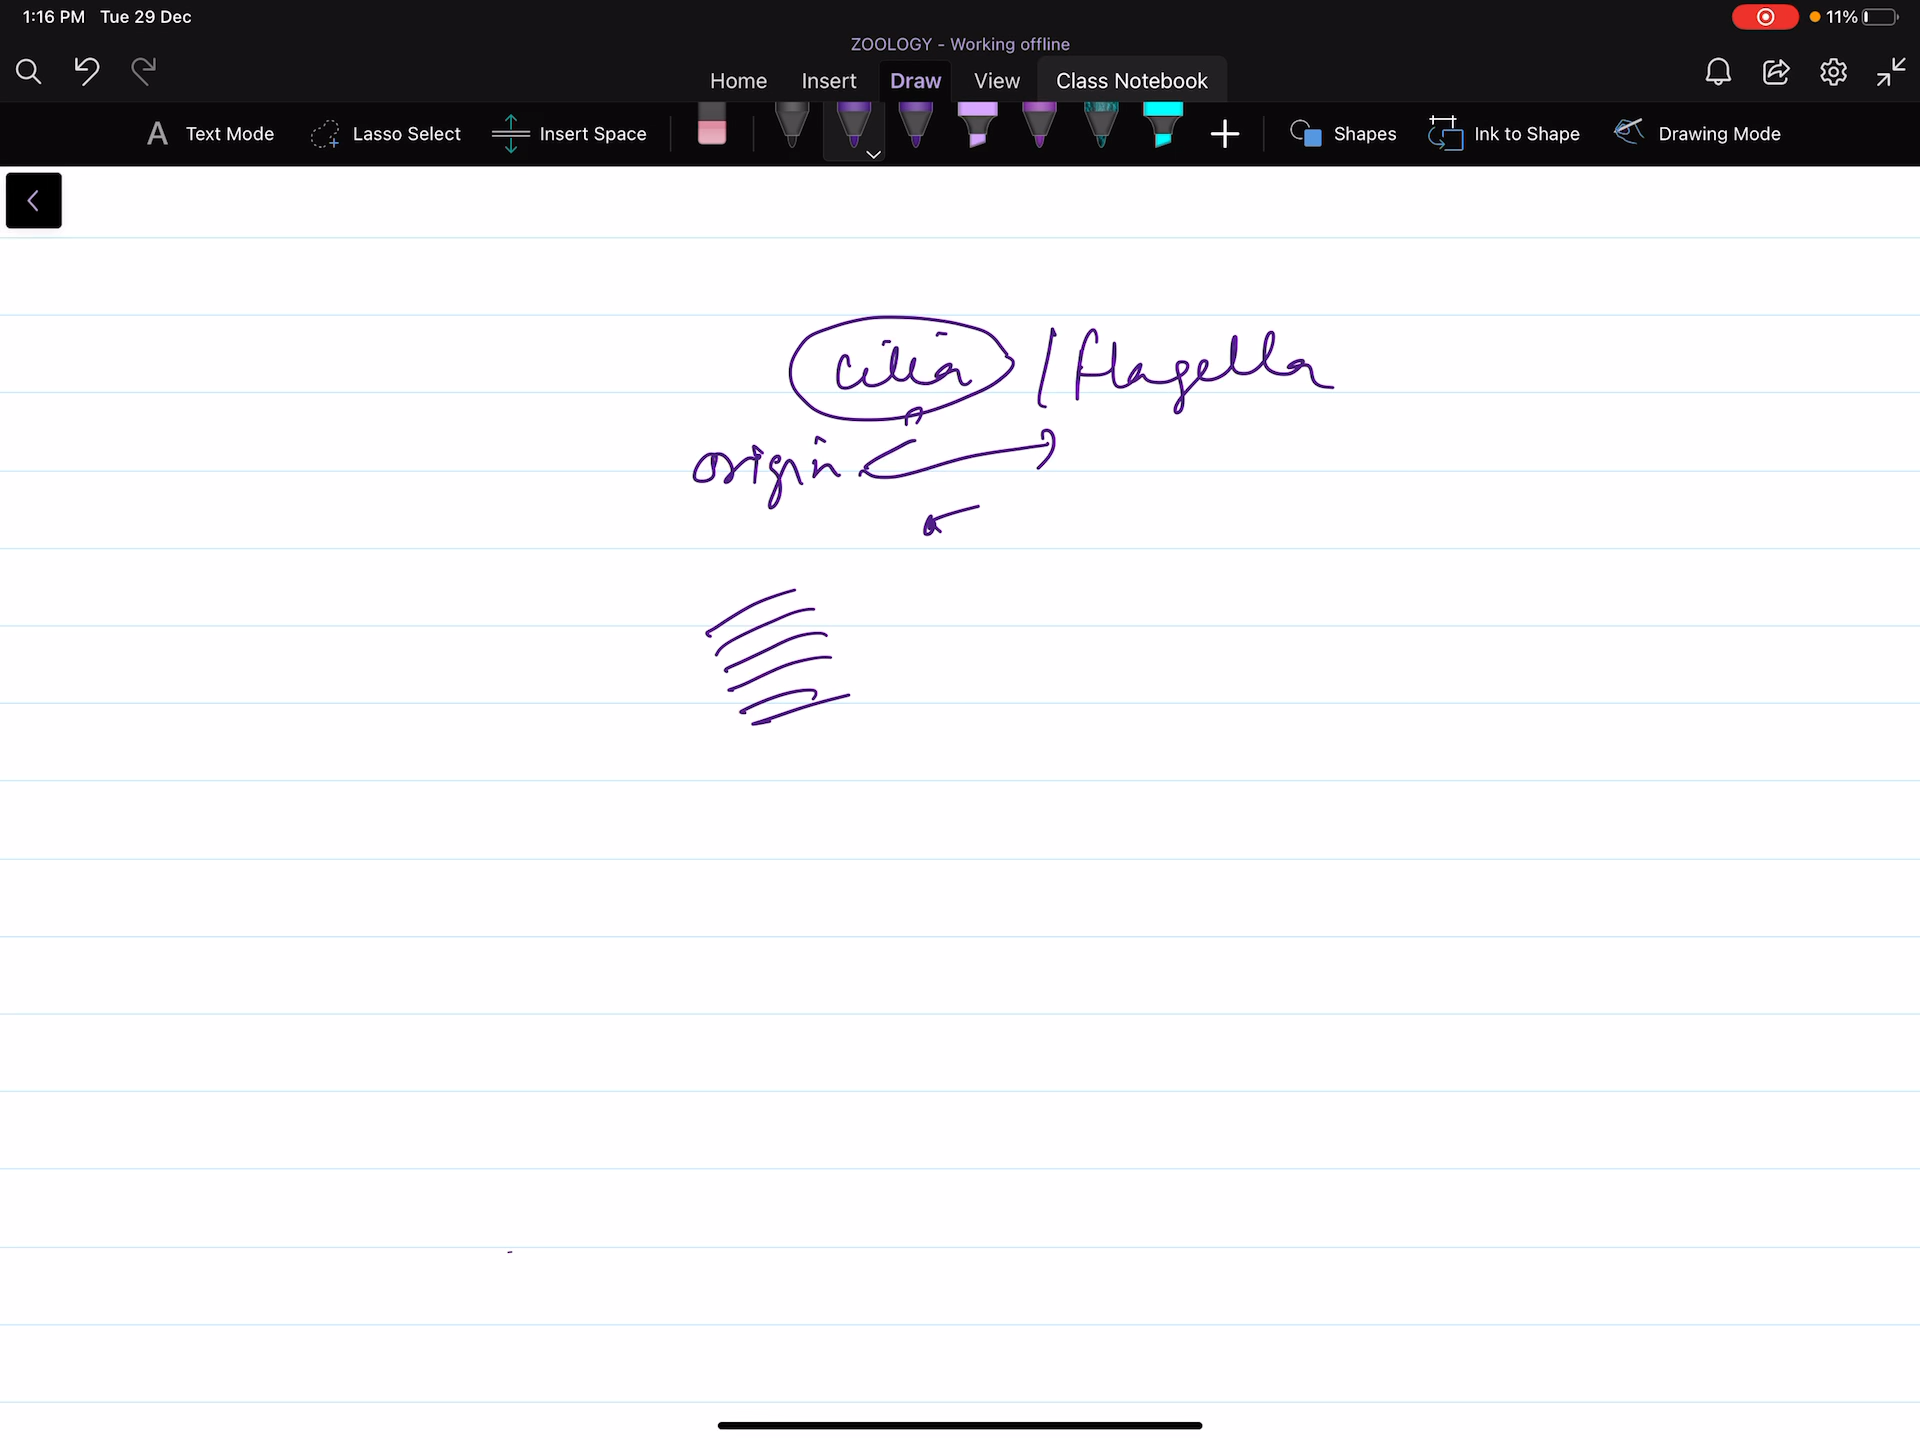 1:16 PM Tue 29 Dec 11%
ZOOLOGY - Working offline
Home Insert Draw View Class Notebook
A Text Mode Lasso Select Insert Space Shapes Ink to Shape Drawing Mode
cilia / flagella
origin